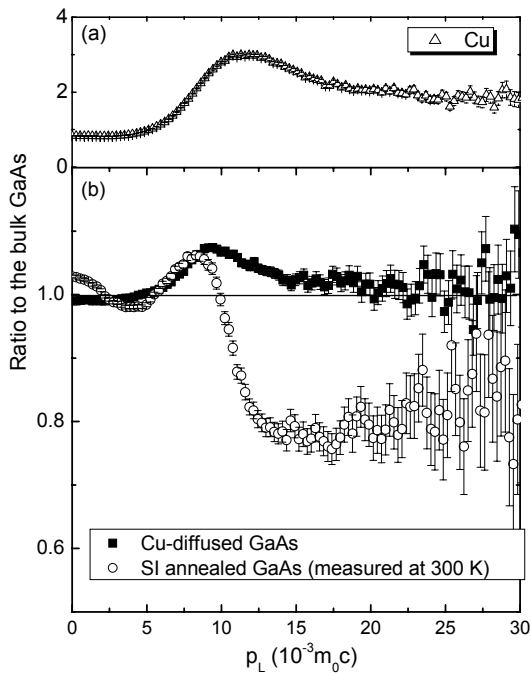 (a)
Cu
4
2
0
Ratio to the bulk GaAs
(b)
1.0
0.8
0.6
Cu-diffused GaAs
SI annealed GaAs (measured at 300 K)
0 5 10 15 20 25 30
p_L (10^-3 m_0c)